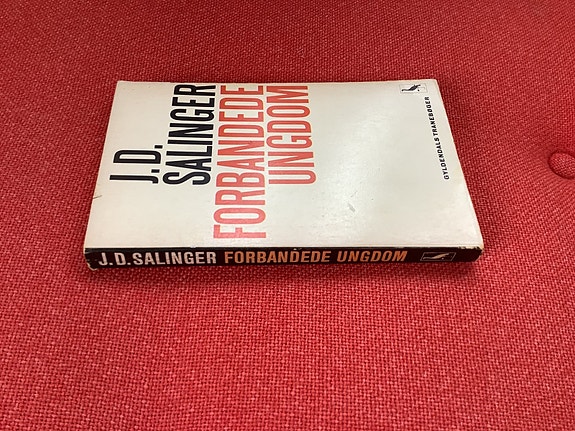 J.D.
SALINGER
FORBANDEDE
UNGDOM
GYLDENDALS TRANEBØGER
J.D. SALINGER FORBANDEDE UNGDOM